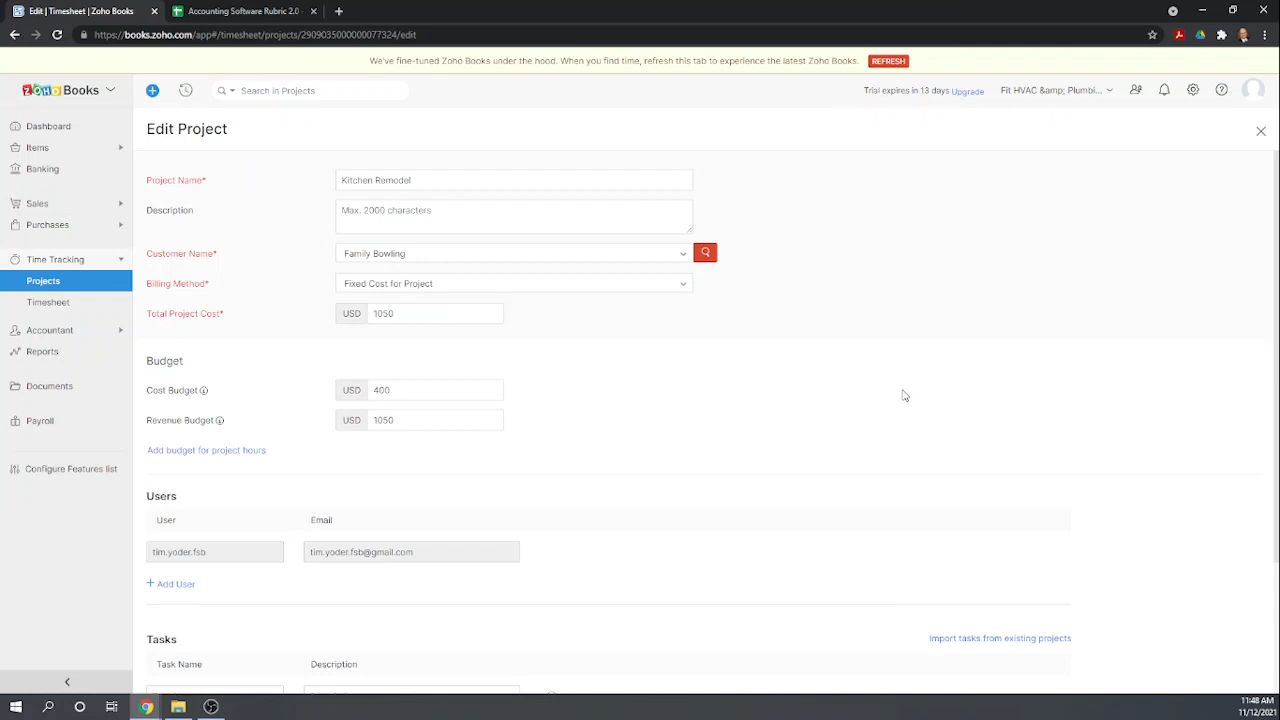 Edit | Timesheet | Zoho Books
Accounting Software Rubric 2.0 -
https://books.zoho.com/app#/timesheet/projects/2909035000000077324/edit
We've fine-tuned Zoho Books under the hood. When you find time, refresh this tab to experience the latest Zoho Books. REFRESH
ZOHO Books
Search in Projects
Trial expires in 13 days Upgrade
Fit HVAC &amp; Plumbi...
Dashboard
Items
Banking
Sales
Purchases
Time Tracking
Projects
Timesheet
Accountant
Reports
Documents
Payroll
Configure Features list
Edit Project
Project Name* Kitchen Remodel
Description Max. 2000 characters
Customer Name* Family Bowling
Billing Method* Fixed Cost for Project
Total Project Cost* USD 1050
Budget
Cost Budget USD 400
Revenue Budget USD 1050
Add budget for project hours
Users
User Email
tim.yoder.fsb tim.yoder.fsb@gmail.com
+ Add User
Tasks Import tasks from existing projects
Task Name Description
11:48 AM
11/12/2021